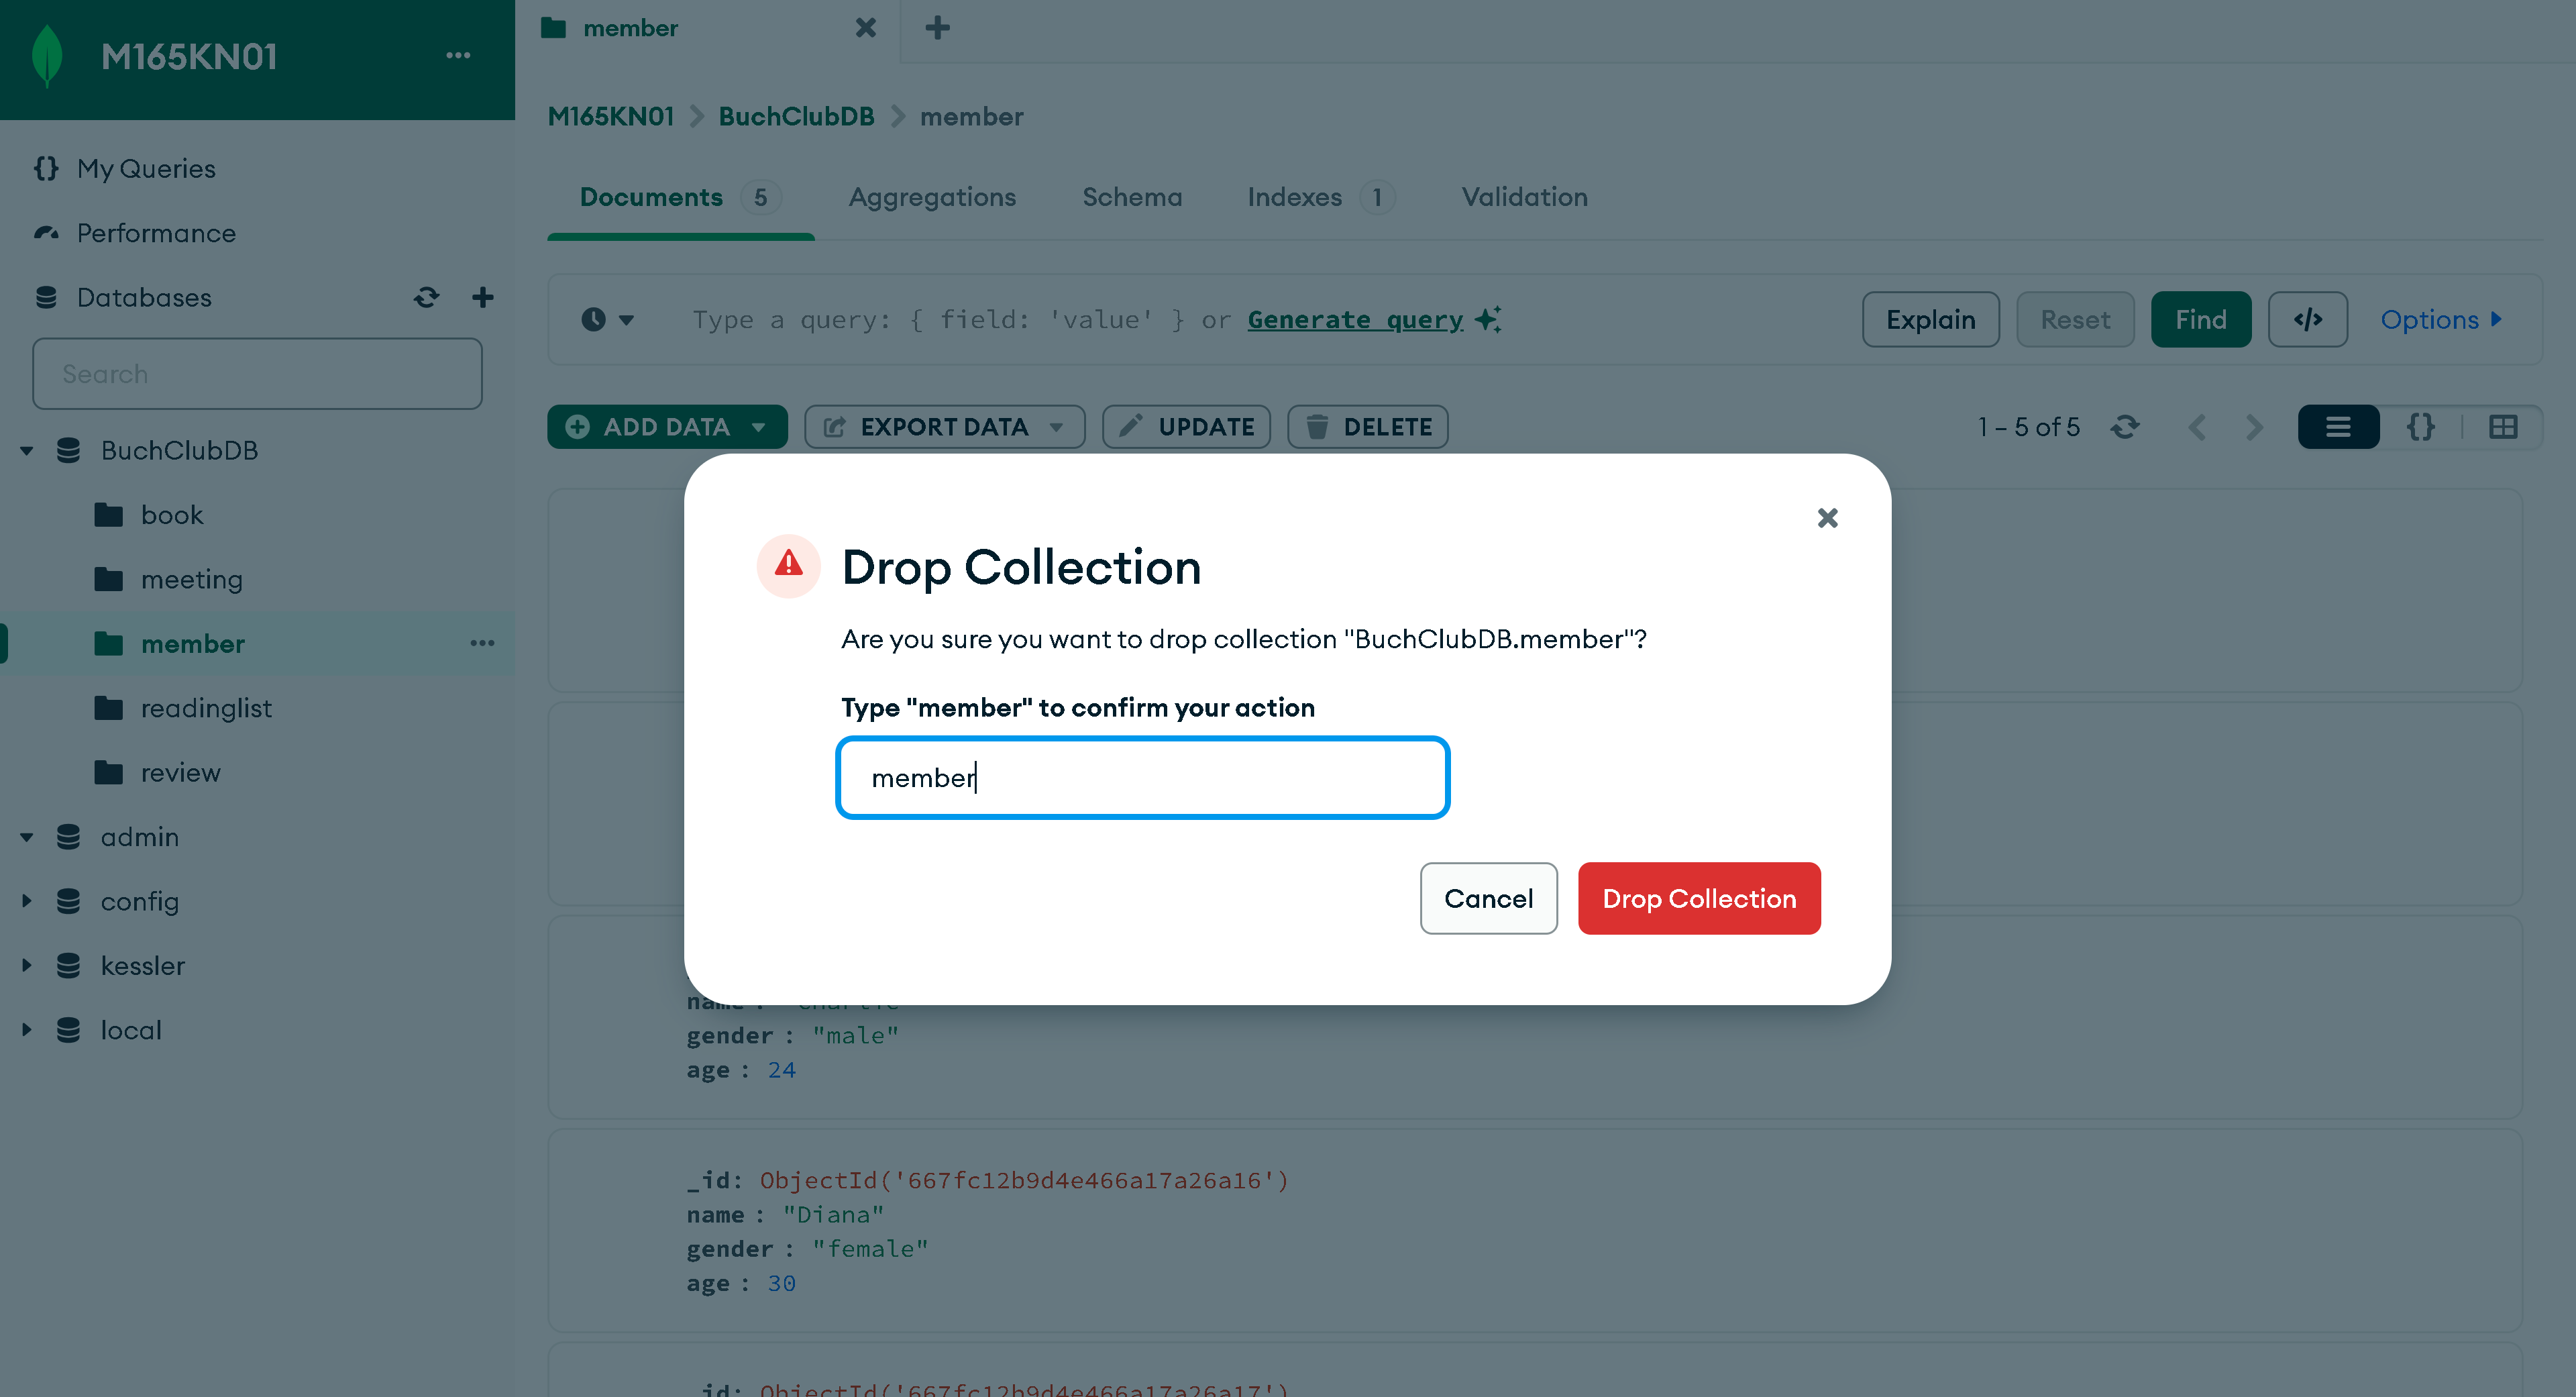 M165KN01
My Queries
Performance
Databases
Search
BuchClubDB
book
meeting
member
readinglist
review
admin
config
kessler
local
member
M165KN01 BuchClubDB member
Documents 5 Aggregations Schema Indexes 1 Validation
Type a query: { field: 'value' } or Generate query
Explain Reset Find </> Options
ADD DATA EXPORT DATA UPDATE DELETE
1 – 5 of 5 {}
Drop Collection
Are you sure you want to drop collection "BuchClubDB.member"?
Type "member" to confirm your action
member
Cancel Drop Collection
gender : "male"
age : 24
_id: ObjectId('667fc12b9d4e466a17a26a16')
name : "Diana"
gender : "female"
age : 30
_id: ObjectId('667fc12b9d4e466a17a26a17')